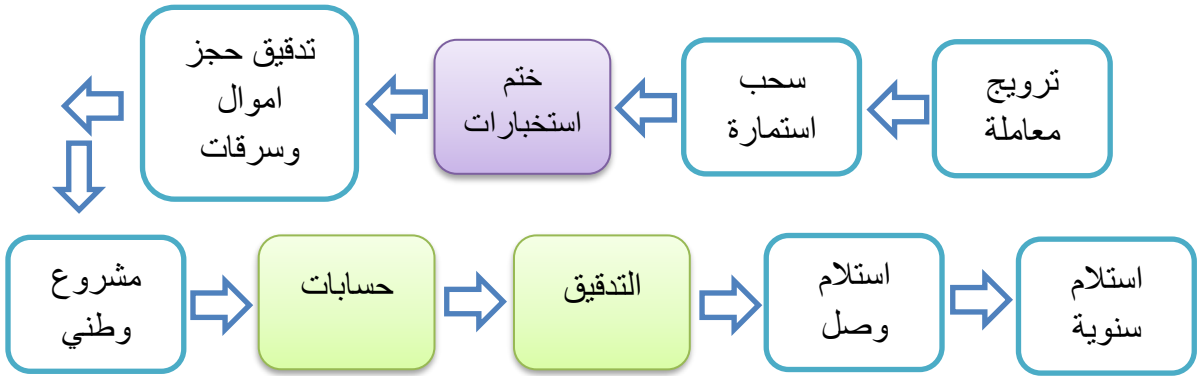 ترويج
معاملة
سحب
استمارة
ختم
استخبارات
تدقيق حجز
اموال
وسرقات
مشروع
وطني
حسابات
التدقيق
استلام
وصل
استلام
سنوية